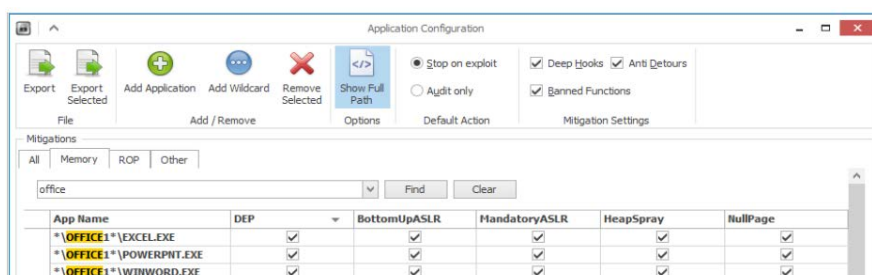 Application Configuration
Export
Export Selected
Add Application
Add Wildcard
Remove Selected
Show Full Path
Stop on exploit
Audit only
Deep Hooks
Anti Detours
Banned Functions
File
Add / Remove
Options
Default Action
Mitigation Settings
Mitigations
All
Memory
ROP
Other
office
Find
Clear
App Name DEP BottomUpASLR MandatoryASLR HeapSpray NullPage
*\OFFICE1*\EXCEL.EXE
*\OFFICE1*\POWERPNT.EXE
*\OFFICE1*\WINWORD.EXE